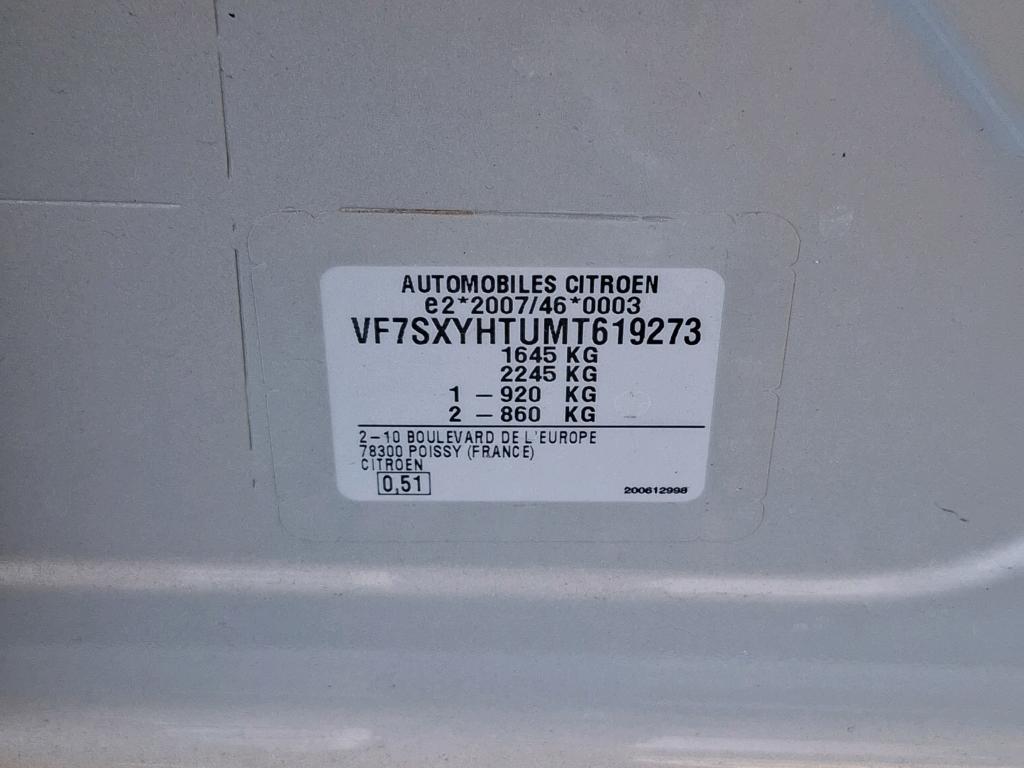 AUTOMOBILES CITROEN
e2*2007/46*0003
VF7SXYHTUMT619273
1645 KG
2245 KG
1 – 920 KG
2 – 860 KG
2–10 BOULEVARD DE L'EUROPE
78300 POISSY (FRANCE)
CITROEN
0,51
200612998